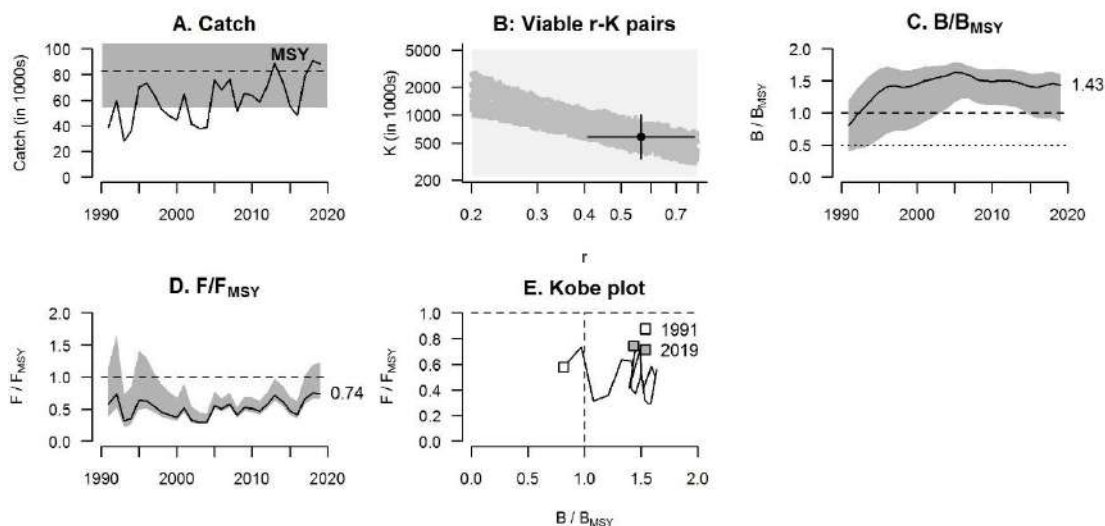 A. Catch
Catch (in 1000s)
100
80
60
40
20
0
MSY
1990 2000 2010 2020
B: Viable r-K pairs
K (in 1000s)
5000
2000
1000
500
200
0.2 0.3 0.4 0.5 0.7
r
C. B/BMSY
B / BMSY
2.0
1.5
1.0
0.5
0.0
1.43
1990 2000 2010 2020
D. F/FMSY
F / FMSY
2.0
1.5
1.0
0.5
0.0
0.74
1990 2000 2010 2020
E. Kobe plot
F / FMSY
1.0
0.8
0.6
0.4
0.2
0.0
1991
2019
0.0 0.5 1.0 1.5 2.0
B / BMSY